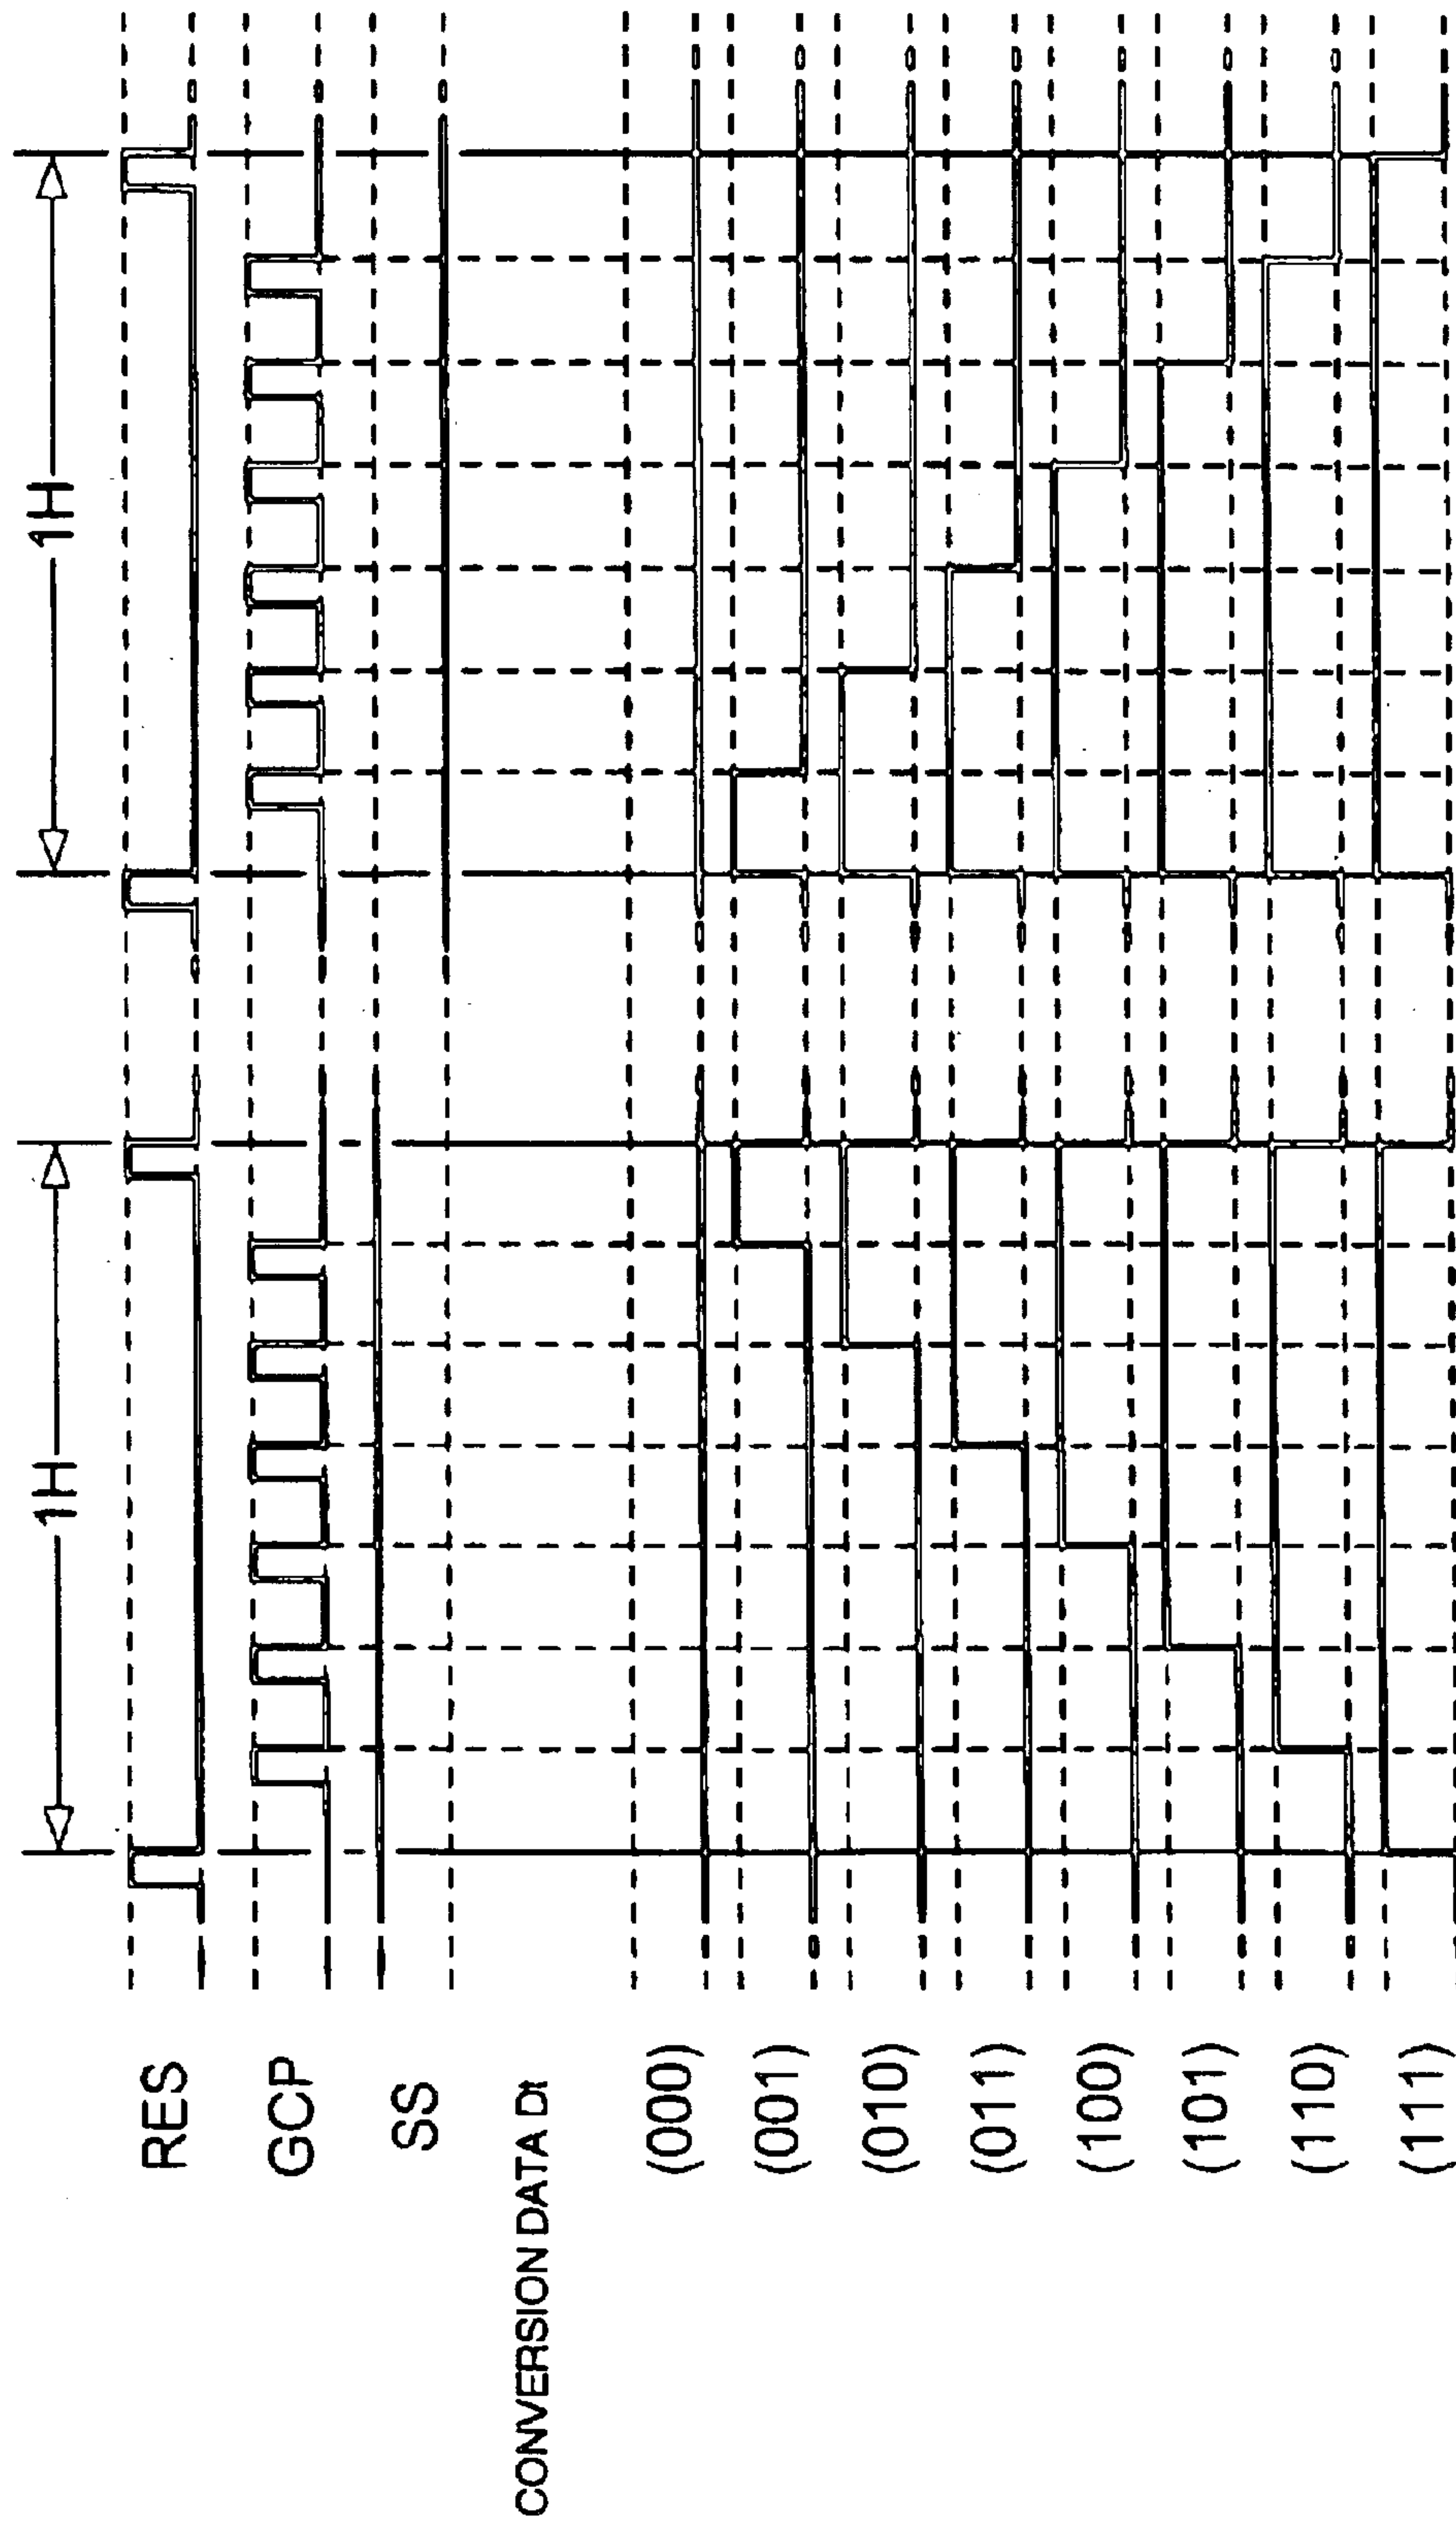 1H
1H
RES
GCP
SS
CONVERSION DATA Dt
(000)
(001)
(010)
(011)
(100)
(101)
(110)
(111)